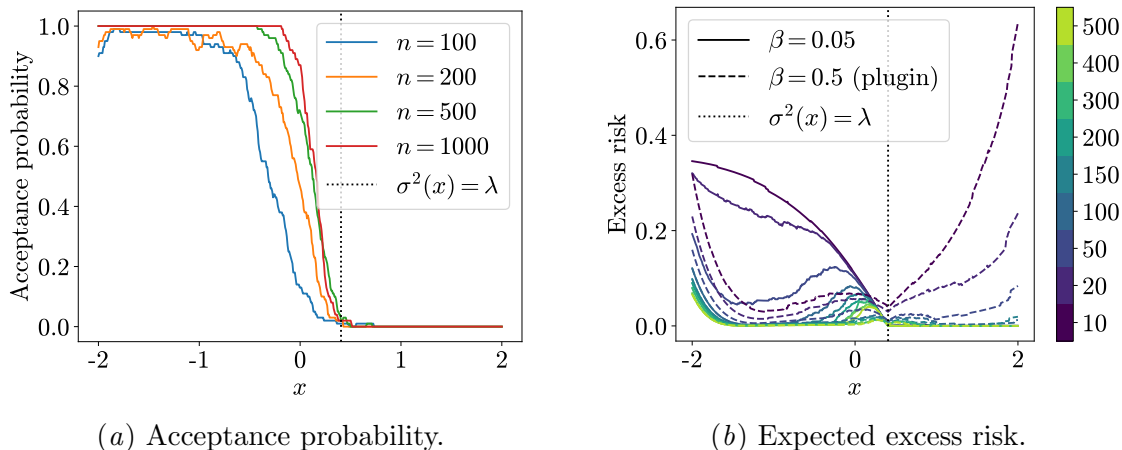 Acceptance probability
1.0
0.8
0.6
0.4
0.2
0.0
n = 100
n = 200
n = 500
n = 1000
σ²(x) = λ
-2
-1
0
1
2
x
(a) Acceptance probability.
Excess risk
0.6
0.4
0.2
0.0
β = 0.05
β = 0.5 (plugin)
σ²(x) = λ
-2
0
2
x
500
400
300
200
150
100
50
20
10
(b) Expected excess risk.